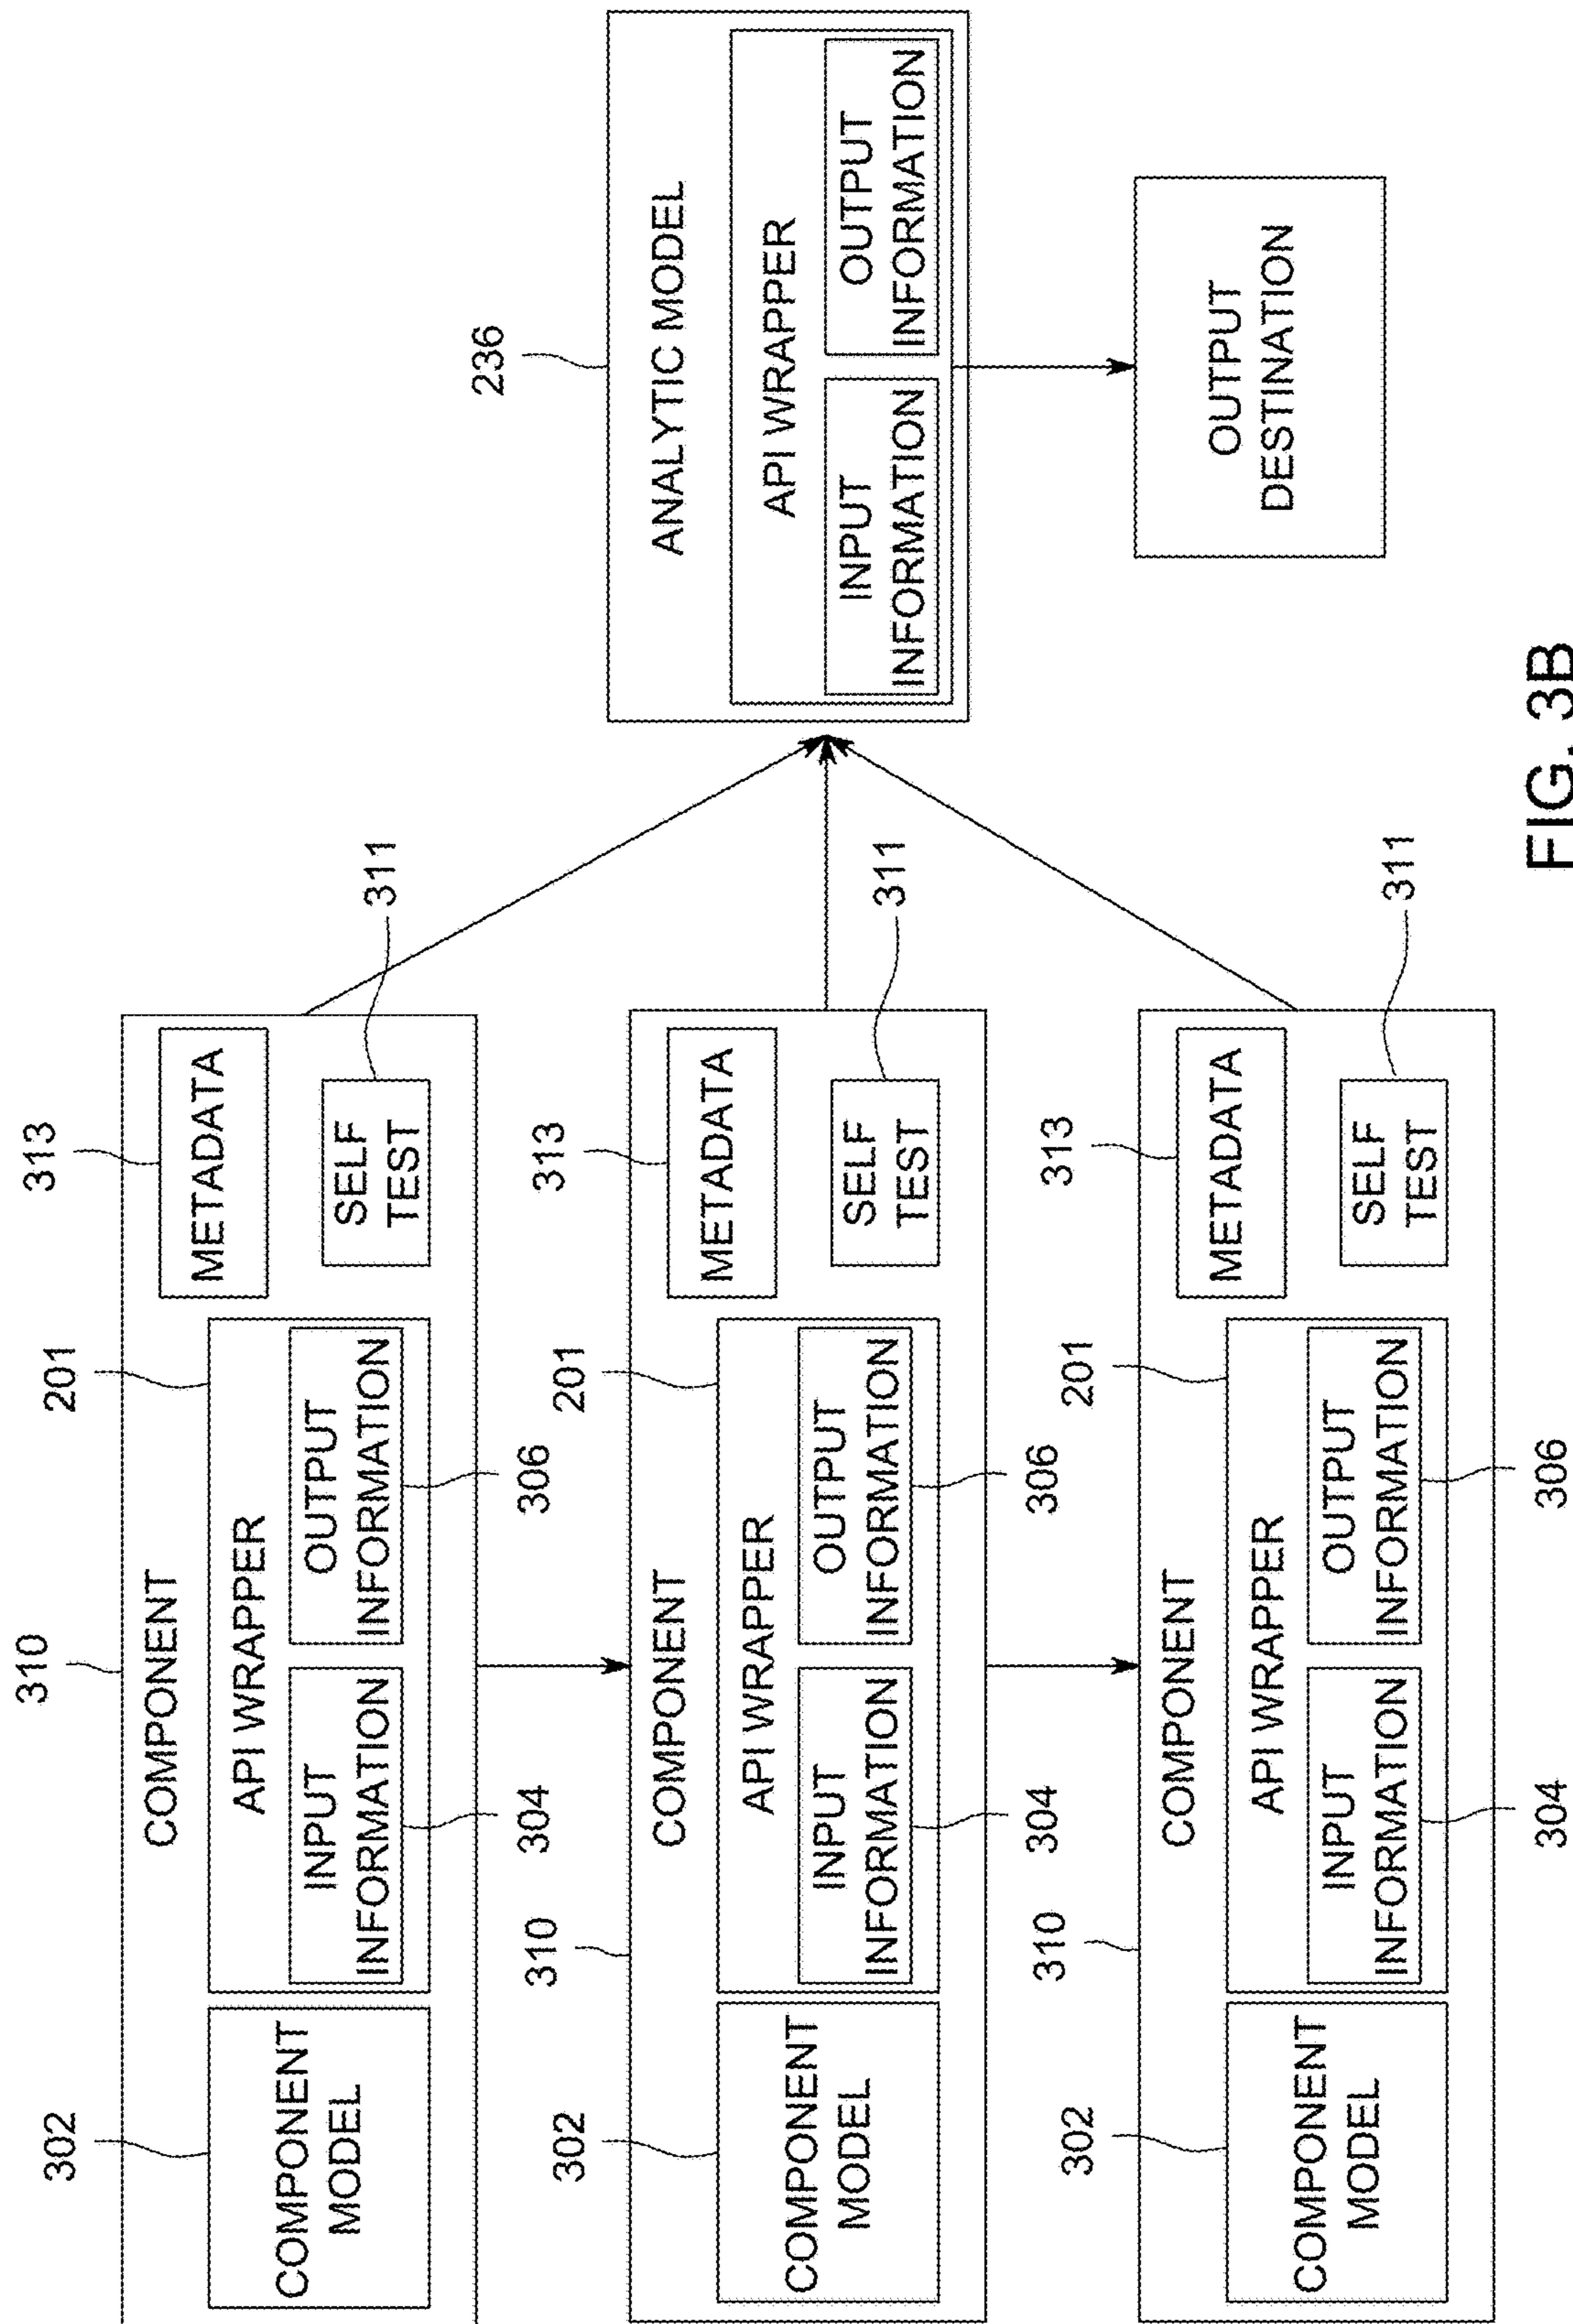 310
302
201
313
COMPONENT
METADATA
COMPONENT
MODEL
API WRAPPER
INPUT
INFORMATION
OUTPUT
INFORMATION
SELF
TEST
311
304
306
310
302
201
313
COMPONENT
METADATA
COMPONENT
MODEL
API WRAPPER
INPUT
INFORMATION
OUTPUT
INFORMATION
SELF
TEST
311
304
306
310
302
201
313
COMPONENT
METADATA
COMPONENT
MODEL
API WRAPPER
INPUT
INFORMATION
OUTPUT
INFORMATION
SELF
TEST
311
304
306
236
ANALYTIC MODEL
API WRAPPER
INPUT
INFORMATION
OUTPUT
INFORMATION
OUTPUT
DESTINATION
FIG. 3B